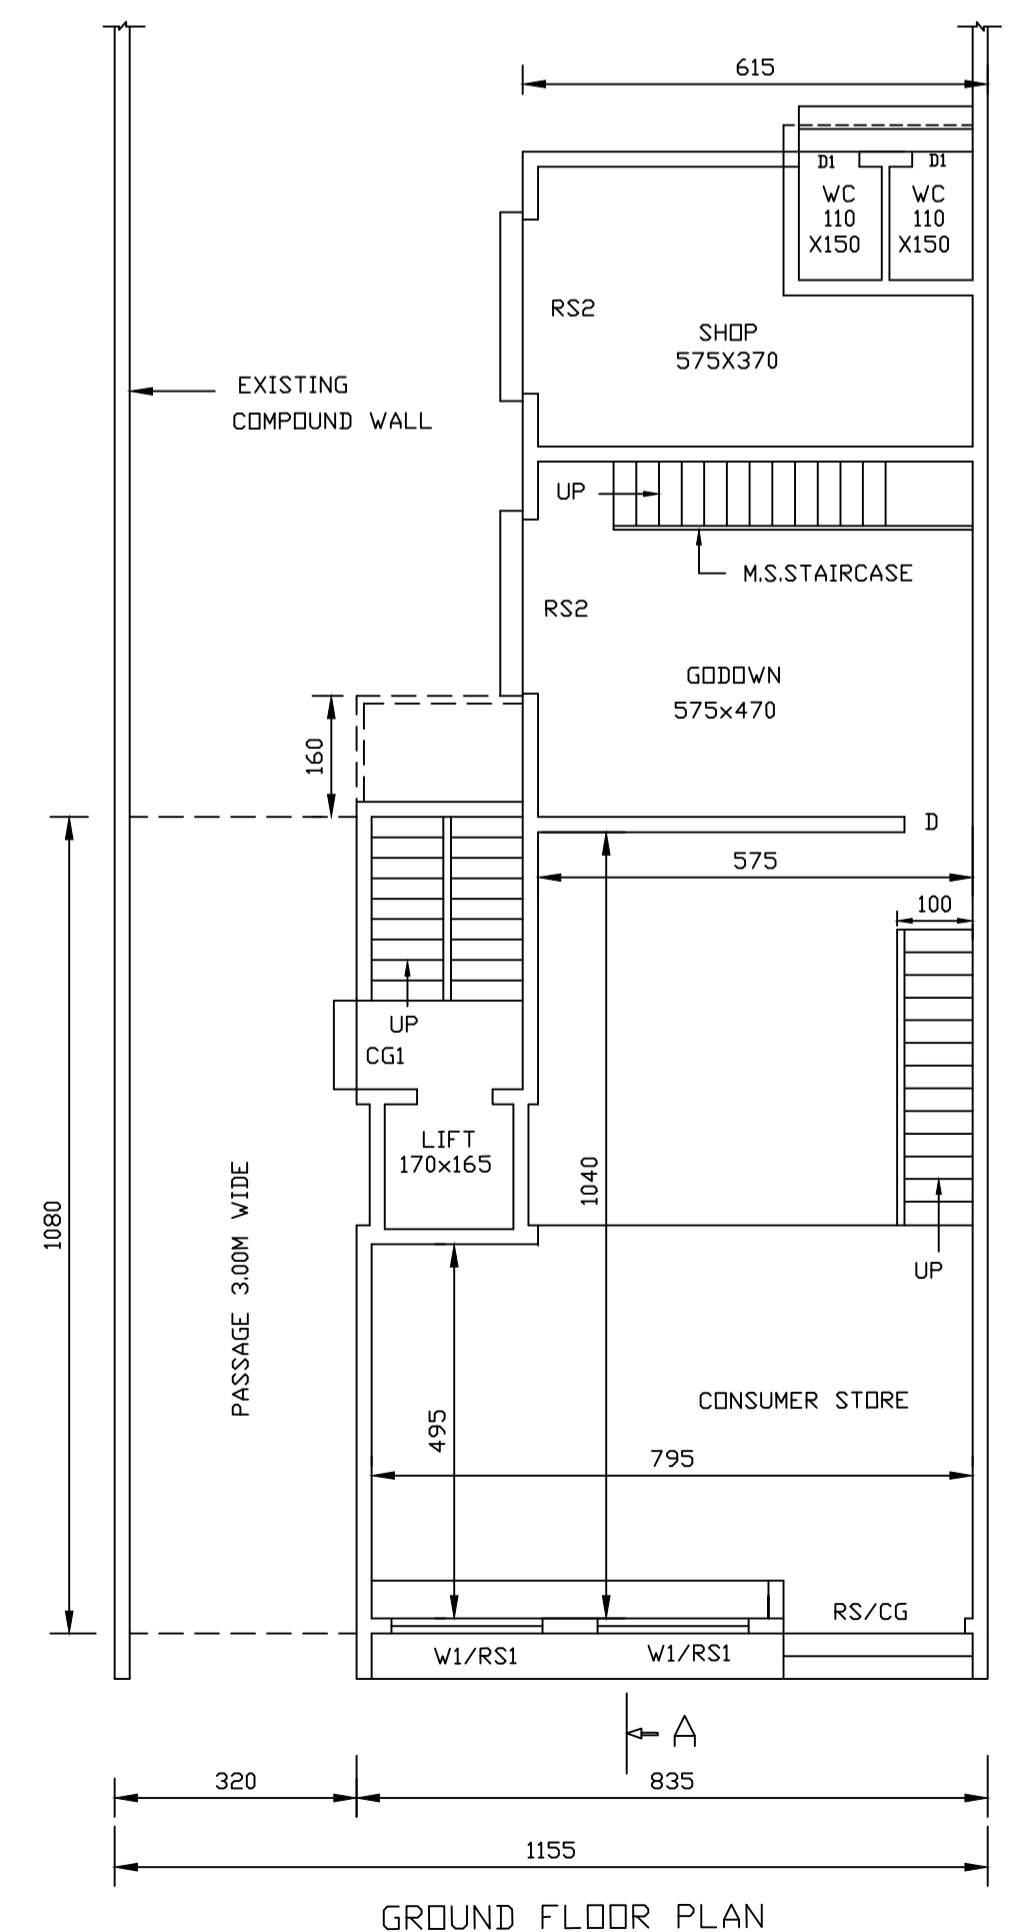 615
D1
D1
WC
110
X150
WC
110
X150
RS2
SHOP
575X370
EXISTING
COMPOUND WALL
UP
M.S.STAIRCASE
RS2
GODOWN
575x470
160
D
575
100
UP
CG1
LIFT
170x165
1040
1080
PASSAGE 3.00M WIDE
UP
CONSUMER STORE
495
795
RS/CG
W1/RS1
W1/RS1
A
320
835
1155
GROUND FLOOR PLAN